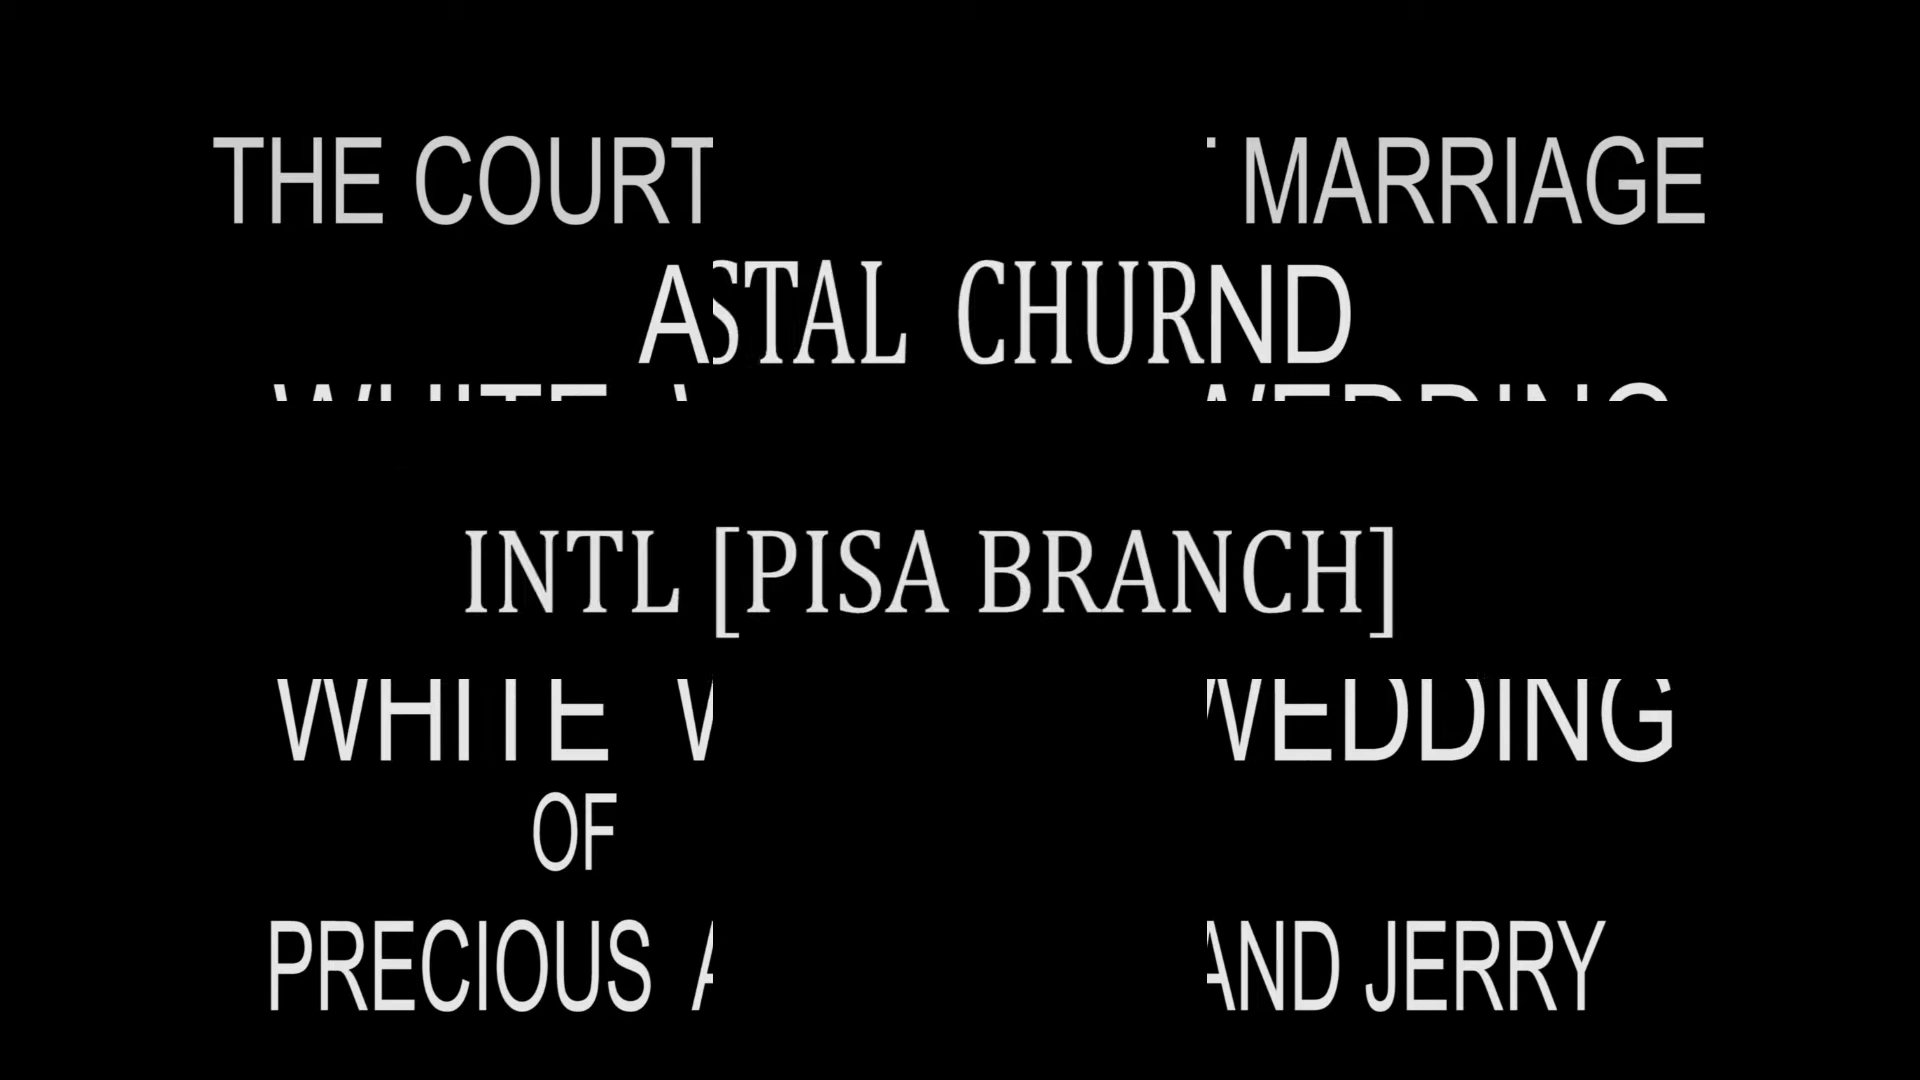 THE COURT MARRIAGE
ASTAL CHURND
INTL [PISA BRANCH]
WHITE WEDDING
OF
PRECIOUS AND JERRY